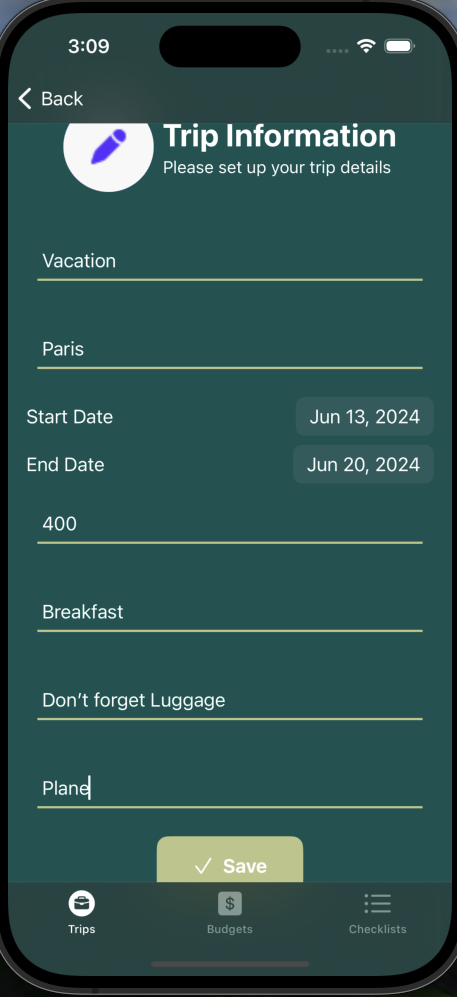 3:09
Back
Trip Information
Please set up your trip details
Vacation
Paris
Start Date Jun 13, 2024
End Date Jun 20, 2024
400
Breakfast
Don't forget Luggage
Plane
Save
$
Trips Budgets Checklists